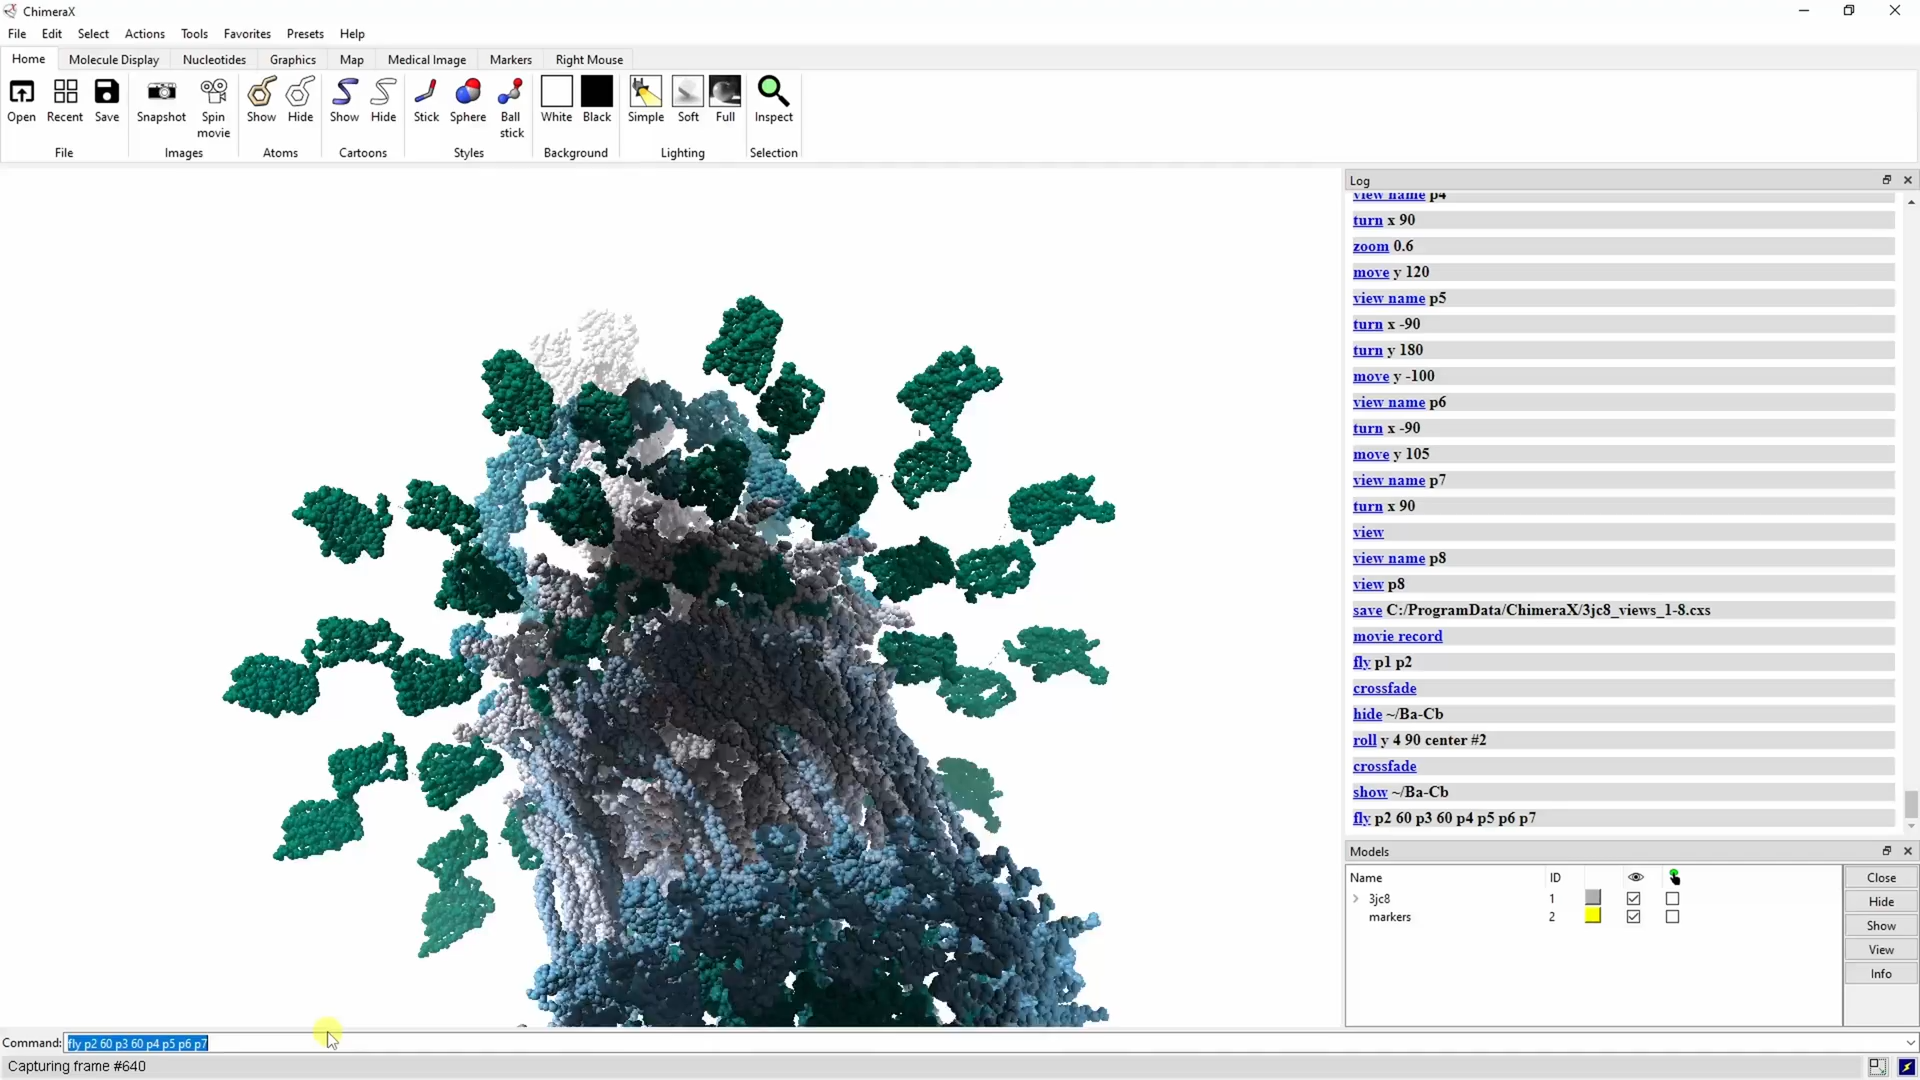 ChimeraX
File Edit Select Actions Tools Favorites Presets Help
Home Molecule Display Nucleotides Graphics Map Medical Image Markers Right Mouse
Open Recent Save Snapshot Spin movie Show Hide Show Hide Stick Sphere Ball stick White Black Simple Soft Full Inspect
File Images Atoms Cartoons Styles Background Lighting Selection
Log
view name p4
turn x 90
zoom 0.6
move y 120
view name p5
turn x -90
turn y 180
move y -100
view name p6
turn x -90
move y 105
view name p7
turn x 90
view
view name p8
view p8
save C:/ProgramData/ChimeraX/3jc8_views_1-8.cxs
movie record
fly p1 p2
crossfade
hide ~/Ba-Cb
roll y 4 90 center #2
crossfade
show ~/Ba-Cb
fly p2 60 p3 60 p4 p5 p6 p7
Models
Name ID
3jc8 1
markers 2
Close
Hide
Show
View
Info
Command: fly p2 60 p3 60 p4 p5 p6 p7
Capturing frame #640